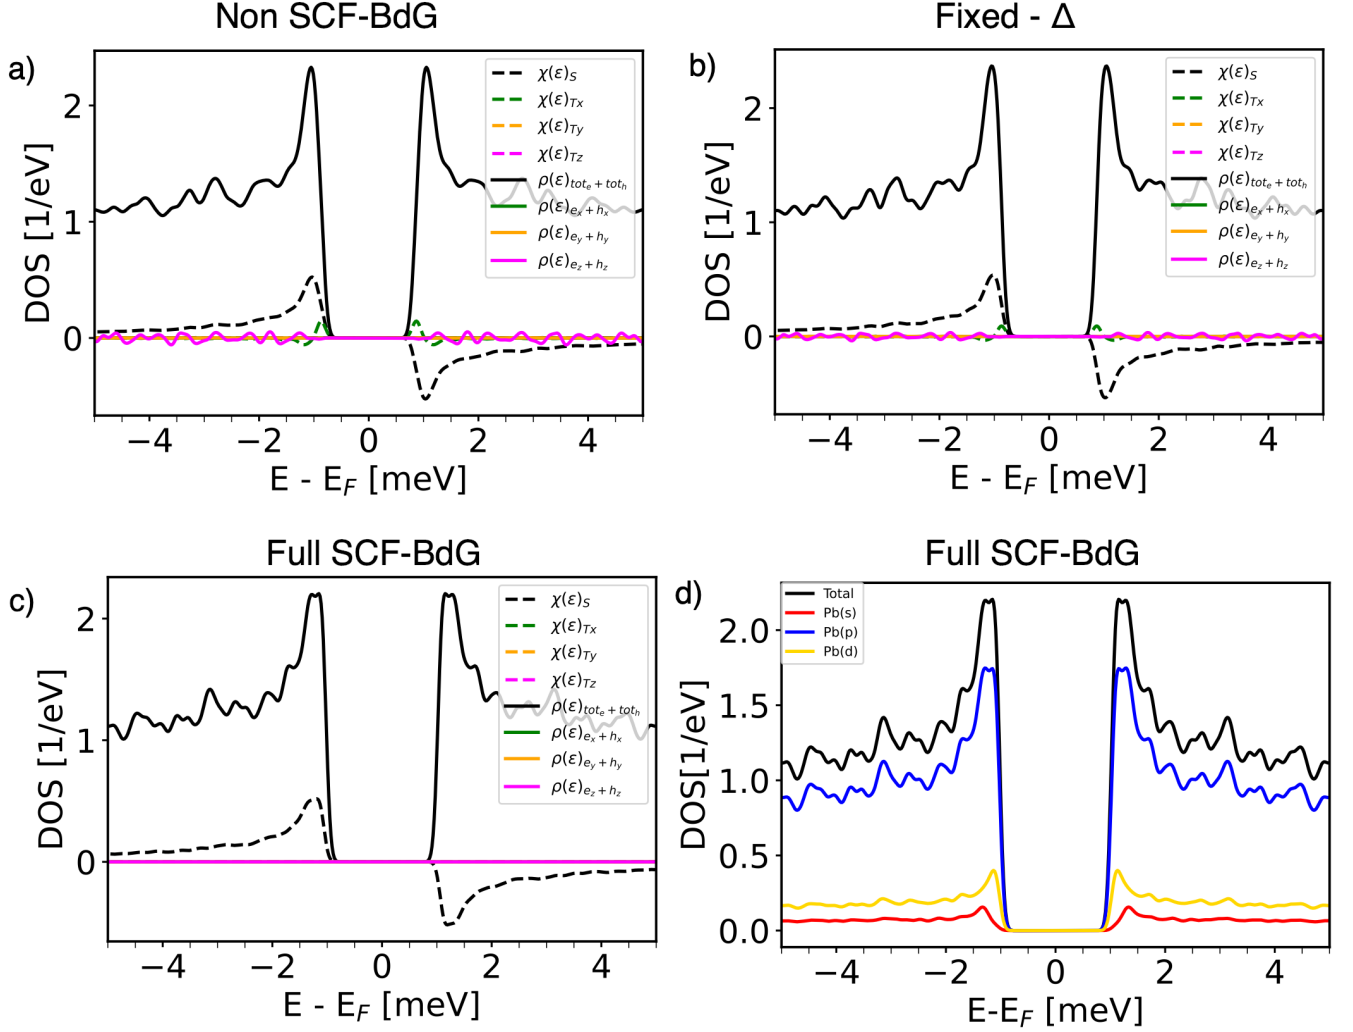 Non SCF-BdG
a)
DOS [1/eV]
2
1
0
χ(ε)S
χ(ε)Tx
χ(ε)Ty
χ(ε)Tz
ρ(ε)tote+toth
ρ(ε)ex+hx
ρ(ε)ey+hy
ρ(ε)ez+hz
−4 −2 0 2 4
E - EF [meV]
Fixed - Δ
b)
DOS [1/eV]
2
1
0
χ(ε)S
χ(ε)Tx
χ(ε)Ty
χ(ε)Tz
ρ(ε)tote+toth
ρ(ε)ex+hx
ρ(ε)ey+hy
ρ(ε)ez+hz
−4 −2 0 2 4
E - EF [meV]
Full SCF-BdG
c)
DOS [1/eV]
2
1
0
χ(ε)S
χ(ε)Tx
χ(ε)Ty
χ(ε)Tz
ρ(ε)tote+toth
ρ(ε)ex+hx
ρ(ε)ey+hy
ρ(ε)ez+hz
−4 −2 0 2 4
E - EF [meV]
Full SCF-BdG
d)
DOS[1/eV]
2.0
1.5
1.0
0.5
0.0
Total
Pb(s)
Pb(p)
Pb(d)
−4 −2 0 2 4
E-EF [meV]